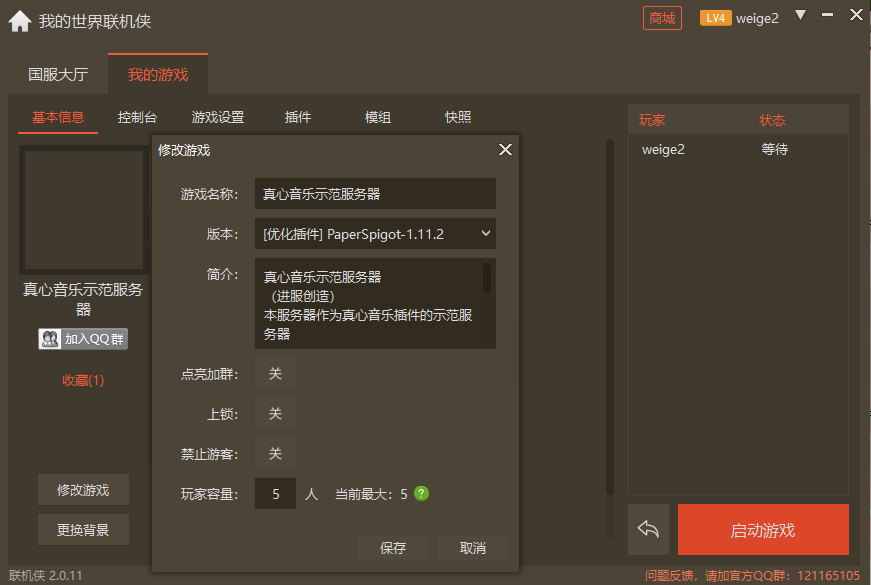 我的世界联机侠
商城
LV4 weige2
国服大厅
我的游戏
基本信息
控制台
游戏设置
插件
模组
快照
真心音乐示范服务
器
加入QQ群
收藏(1)
修改游戏
更换背景
修改游戏
游戏名称： 真心音乐示范服务器
版本： [优化插件] PaperSpigot-1.11.2
简介： 真心音乐示范服务器
（进服创造）
本服务器作为真心音乐插件的示范服
务器
点亮加群： 关
上锁： 关
禁止游客： 关
玩家容量： 5 人 当前最大： 5 ?
保存
取消
玩家 状态
weige2 等待
启动游戏
联机侠 2.0.11
问题反馈，请加官方QQ群：121165105